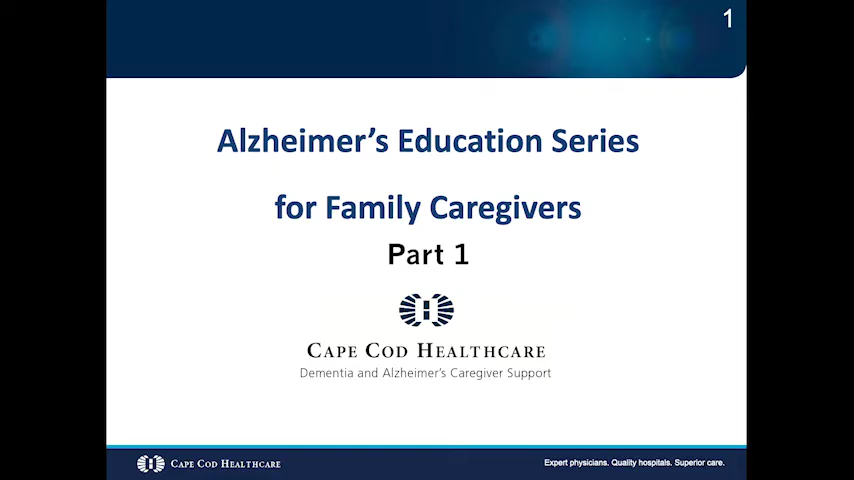 1
Alzheimer’s Education Series
for Family Caregivers
Part 1
CAPE COD HEALTHCARE
Dementia and Alzheimer’s Caregiver Support
CAPE COD HEALTHCARE
Expert physicians. Quality hospitals. Superior care.